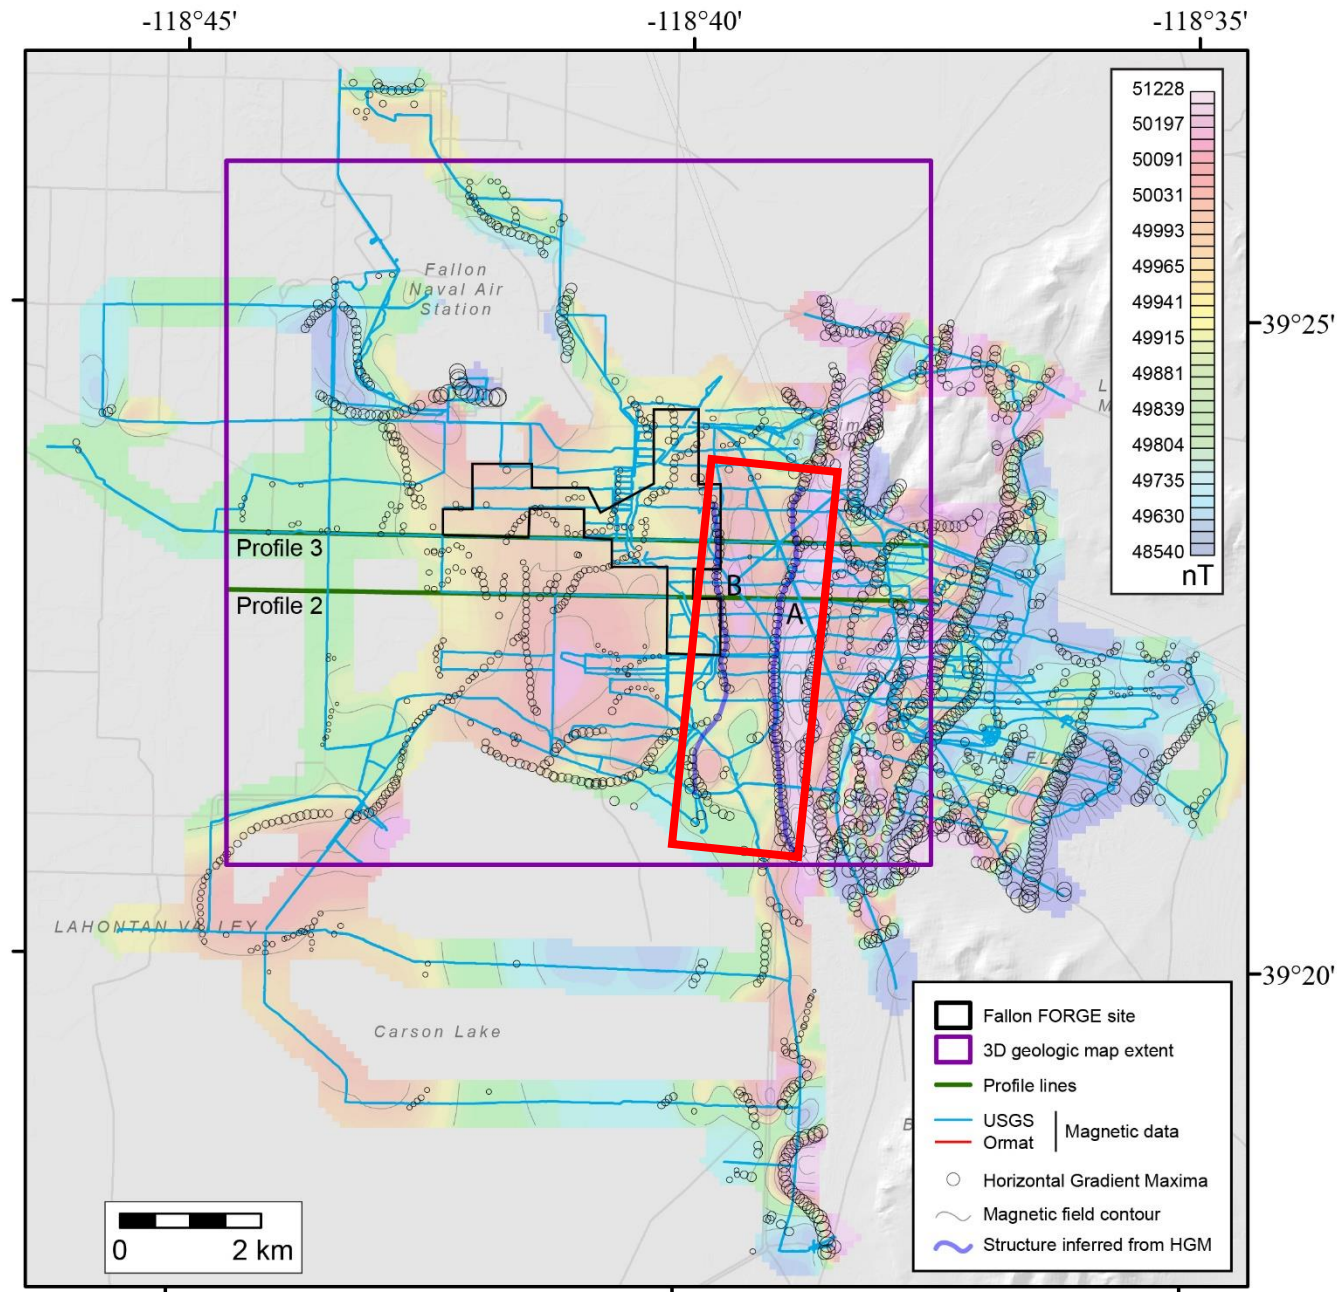 -118°45'
-118°40'
-118°35'
51228
50197
50091
50031
49993
49965
49941
49915
49881
49839
49804
49735
49630
48540
nT
Fallon
Naval Air
Station
39°25'
L
M
Profile 3
B
Profile 2
A
LAHONTAN VALLEY
39°20'
Carson Lake
B
Fallon FORGE site
3D geologic map extent
Profile lines
USGS
Ormat
Magnetic data
Horizontal Gradient Maxima
Magnetic field contour
Structure inferred from HGM
0 2 km